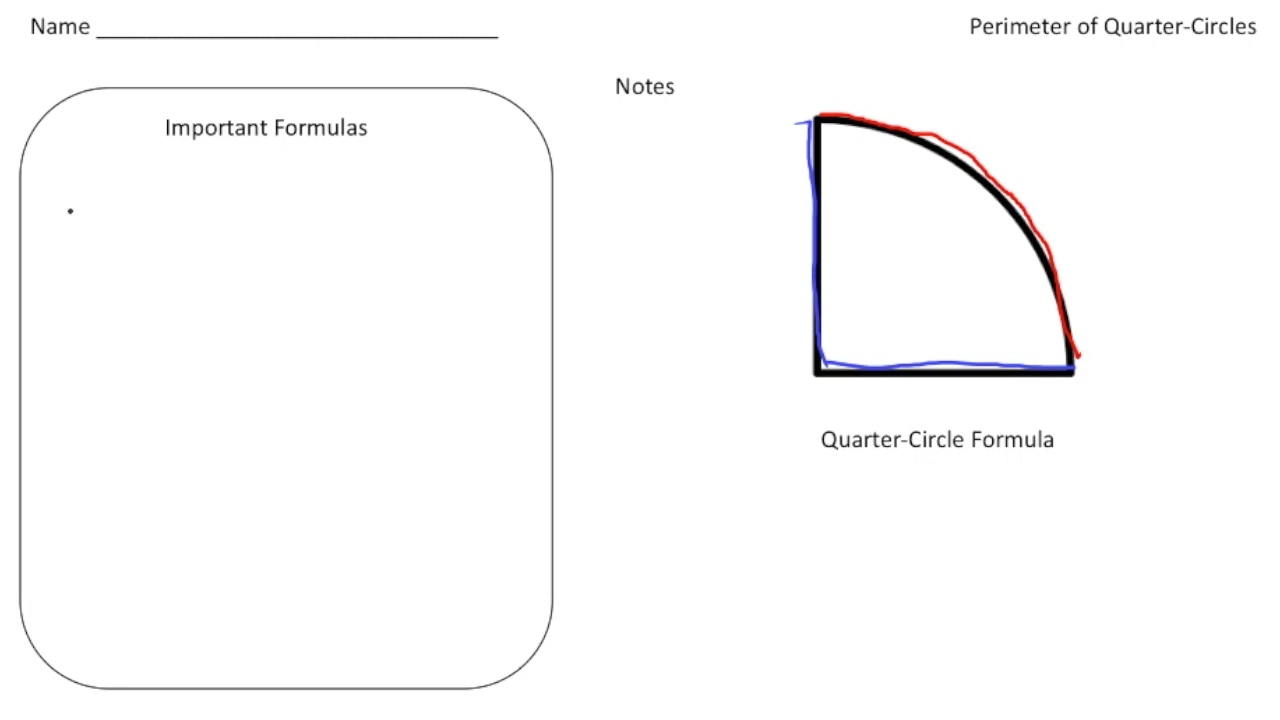 Name
Perimeter of Quarter-Circles
Notes
Important Formulas
Quarter-Circle Formula